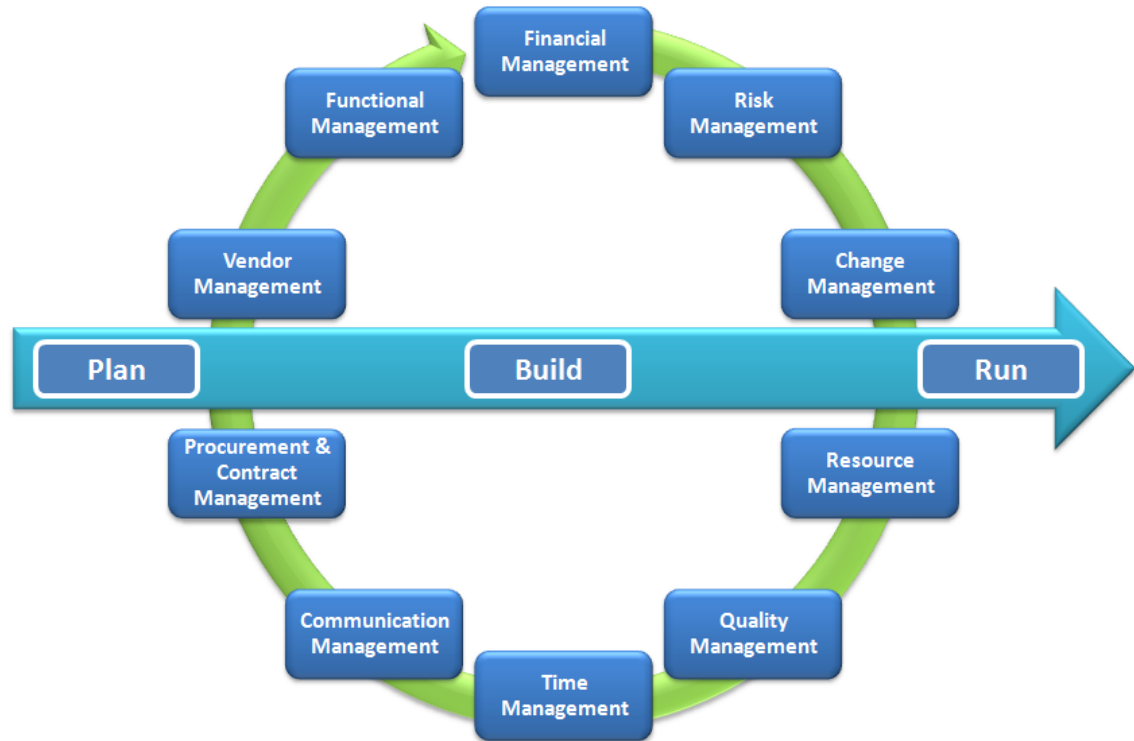 Financial
Management
Functional
Management
Risk
Management
Vendor
Management
Change
Management
Plan
Build
Run
Procurement &
Contract
Management
Resource
Management
Communication
Management
Quality
Management
Time
Management